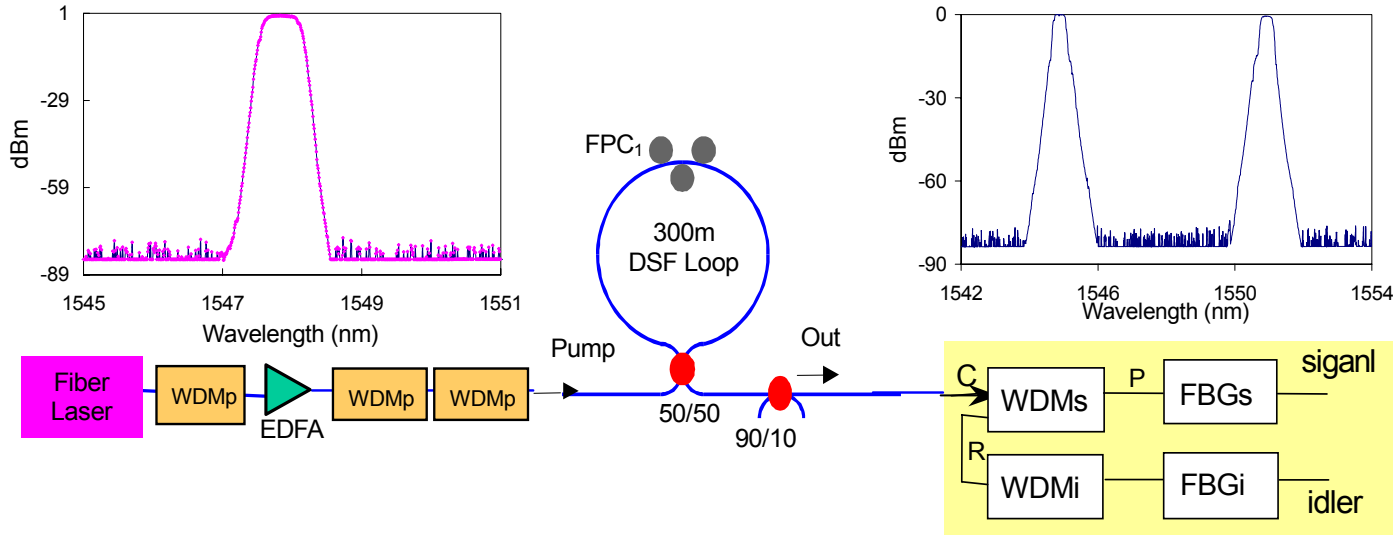 1
-29
-59
-89
dBm
1545
1547
1549
1551
Wavelength (nm)
0
-30
-60
-90
dBm
1542
1546
1550
1554
Wavelength (nm)
FPC₁
300m
DSF Loop
Pump
Out
50/50
90/10
Fiber
Laser
WDMp
EDFA
WDMp
WDMp
C
WDMs
P
FBGs
siganl
R
WDMi
FBGi
idler